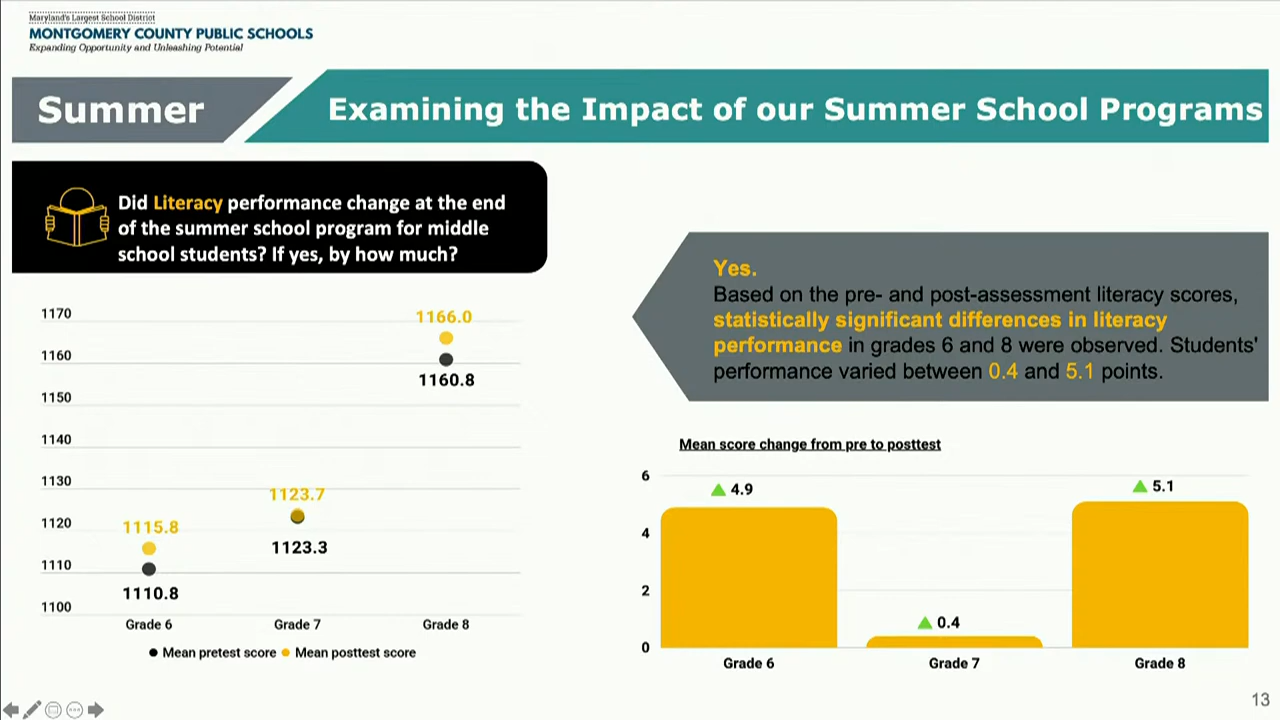 Maryland's Largest School District
MONTGOMERY COUNTY PUBLIC SCHOOLS
Expanding Opportunity and Unleashing Potential
Summer
Examining the Impact of our Summer School Programs
Did Literacy performance change at the end
of the summer school program for middle
school students? If yes, by how much?
Yes.
Based on the pre- and post-assessment literacy scores,
statistically significant differences in literacy
performance in grades 6 and 8 were observed. Students'
performance varied between 0.4 and 5.1 points.
1170
1160
1150
1140
1130
1120
1110
1100
1166.0
1160.8
1123.7
1123.3
1115.8
1110.8
Grade 6
Grade 7
Grade 8
Mean pretest score
Mean posttest score
Mean score change from pre to posttest
6
4
2
0
4.9
0.4
5.1
Grade 6
Grade 7
Grade 8
13